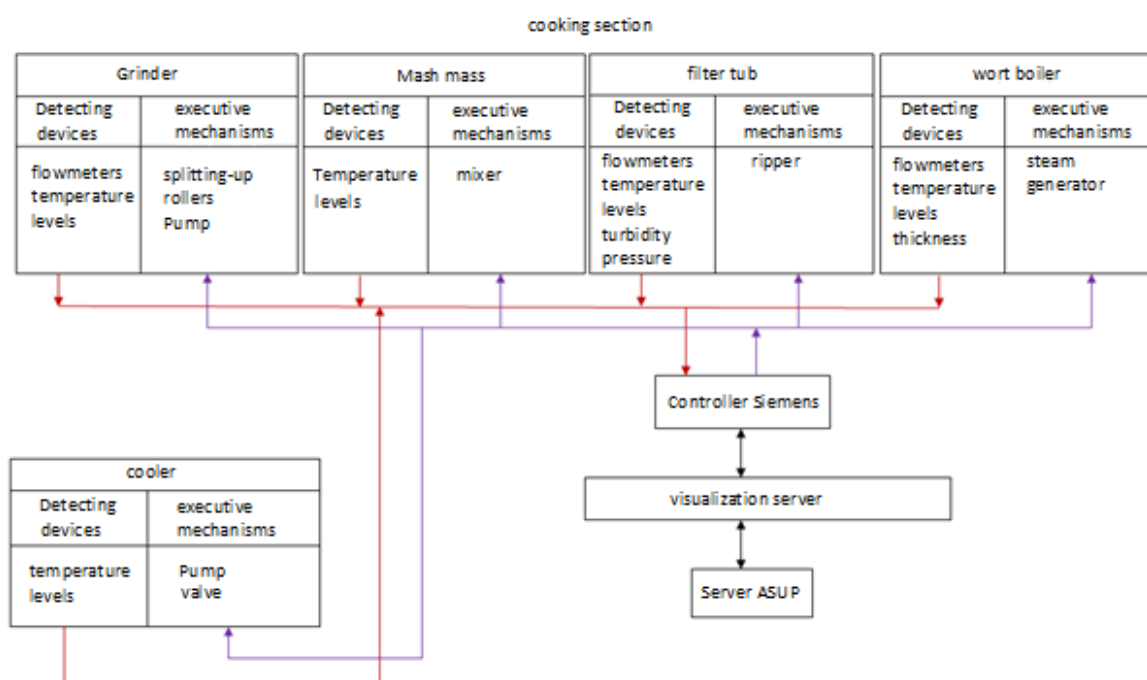 cooking section
Grinder
Detecting
devices
executive
mechanisms
flowmeters
temperature
levels
splitting-up
rollers
Pump
Mash mass
Detecting
devices
executive
mechanisms
Temperature
levels
mixer
filter tub
Detecting
devices
executive
mechanisms
flowmeters
temperature
levels
turbidity
pressure
ripper
wort boiler
Detecting
devices
executive
mechanisms
flowmeters
temperature
levels
thickness
steam
generator
Controller Siemens
visualization server
Server ASUP
cooler
Detecting
devices
executive
mechanisms
temperature
levels
Pump
valve